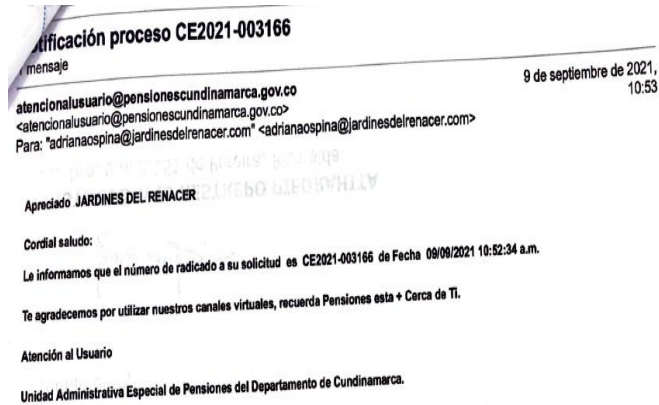 tificación proceso CE2021-003166
mensaje
atencionalusuario@pensionescundinamarca.gov.co
<atencionalusuario@pensionescundinamarca.gov.co>
Para: "adrianaospina@jardinesdelrenacer.com" <adrianaospina@jardinesdelrenacer.com>
9 de septiembre de 2021,
10:53
Apreciado JARDINES DEL RENACER
Cordial saludo:
Le informamos que el número de radicado a su solicitud es CE2021-003166 de Fecha 09/09/2021 10:52:34 a.m.
Te agradecemos por utilizar nuestros canales virtuales, recuerda Pensiones esta + Cerca de Ti.
Atención al Usuario
Unidad Administrativa Especial de Pensiones del Departamento de Cundinamarca.